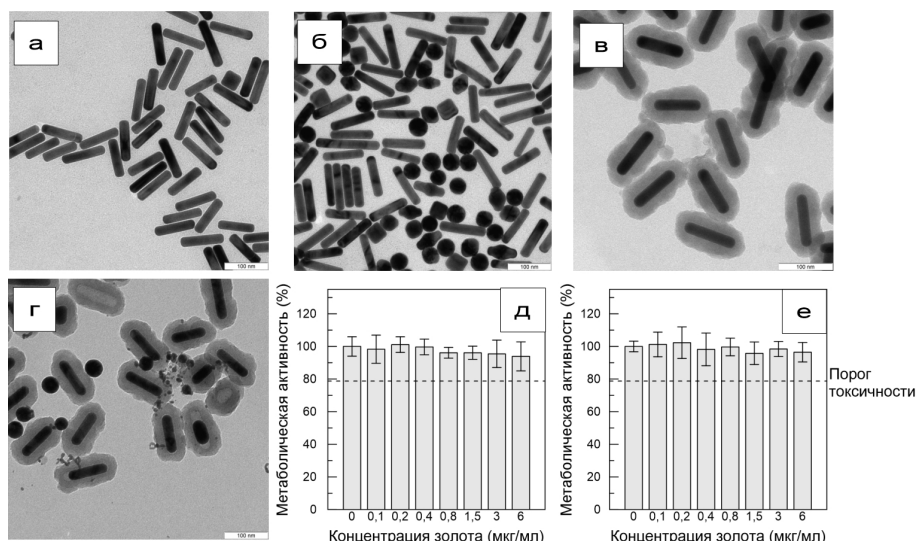 а
б
в
100 nm
100 nm
100 nm
г
100 nm
Метаболическая активность (%)
120
100
80
60
40
20
0
д
0 0,1 0,2 0,4 0,8 1,5 3 6
Концентрация золота (мкг/мл)
Метаболическая активность (%)
120
100
80
60
40
20
0
е
Порог
токсичности
0 0,1 0,2 0,4 0,8 1,5 3 6
Концентрация золота (мкг/мл)